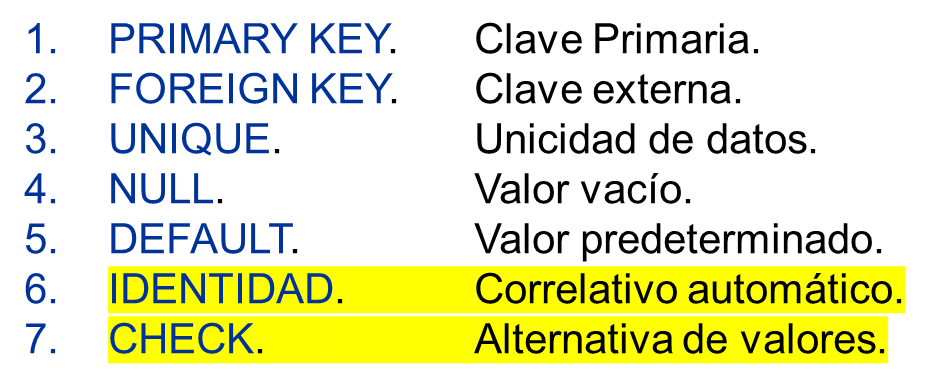 1. PRIMARY KEY. Clave Primaria.
2. FOREIGN KEY. Clave externa.
3. UNIQUE. Unicidad de datos.
4. NULL. Valor vacío.
5. DEFAULT. Valor predeterminado.
6. IDENTIDAD. Correlativo automático.
7. CHECK. Alternativa de valores.